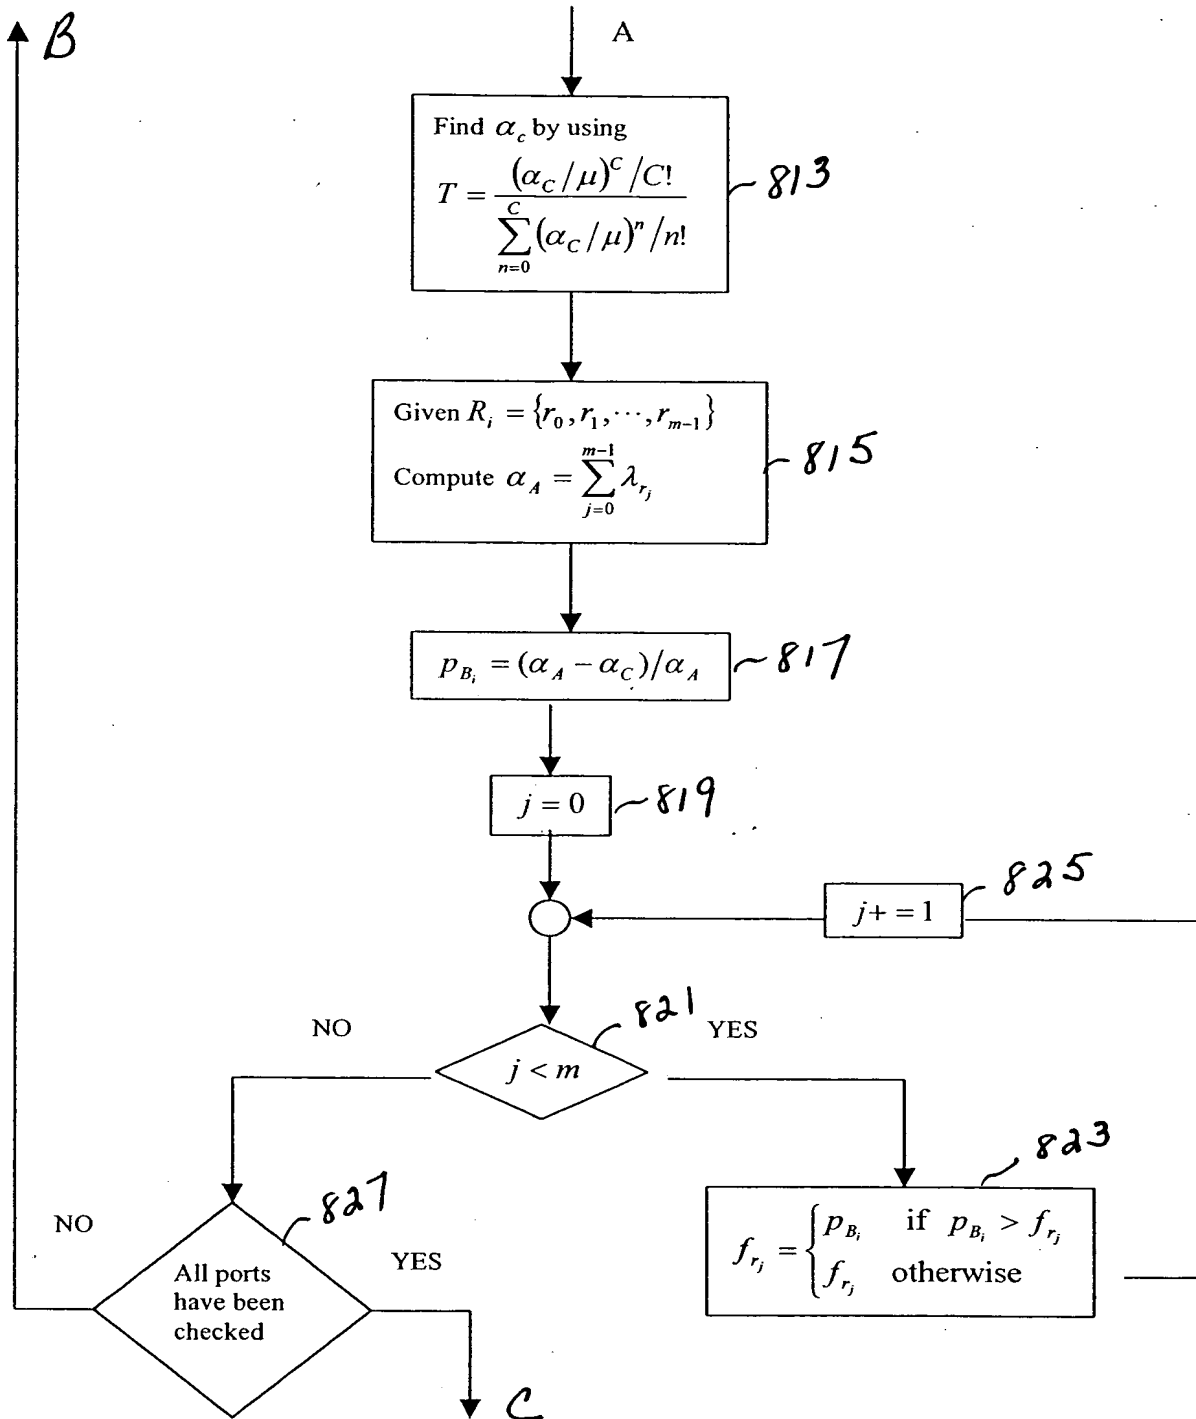 B
A
Find α_c by using
T = (α_C/μ)^C/C! / ∑_{n=0}^{C} (α_C/μ)^n/n!
813
Given R_i = {r_0, r_1, ⋯, r_{m-1}}
Compute α_A = ∑_{j=0}^{m-1} λ_{r_j}
815
p_{B_i} = (α_A − α_C)/α_A
817
j = 0
819
j+ = 1
825
NO
j < m
821
YES
823
f_{r_j} = { p_{B_i} if p_{B_i} > f_{r_j}
f_{r_j} otherwise
827
NO
All ports
have been
checked
YES
C